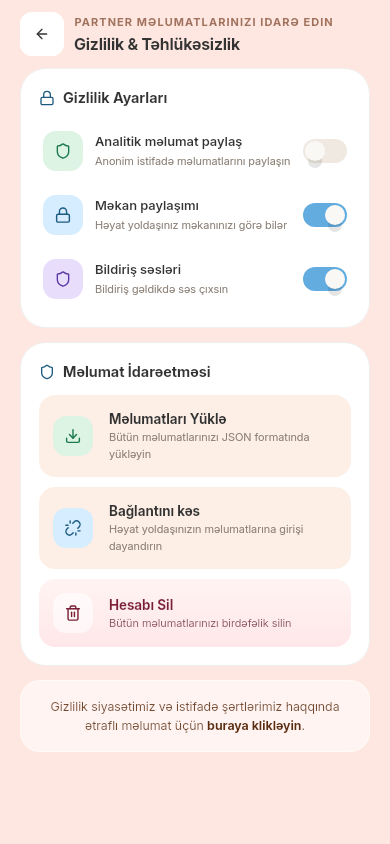 PARTNER MƏLUMATLARINIZI İDARƏ EDIN
Gizlilik & Təhlükəsizlik
Gizlilik Ayarları
Analitik məlumat paylaş
Anonim istifadə məlumatlarını paylaşın
Məkan paylaşımı
Həyat yoldaşınız məkanınızı görə bilər
Bildiriş səsləri
Bildiriş gəldikdə səs çıxsın
Məlumat İdarəetməsi
Məlumatları Yüklə
Bütün məlumatlarınızı JSON formatında
yükləyin
Bağlantını kəs
Həyat yoldaşınızın məlumatlarına girişi
dayandırın
Hesabı Sil
Bütün məlumatlarınızı birdəfəlik silin
Gizlilik siyasətimiz və istifadə şərtlərimiz haqqında
ətraflı məlumat üçün buraya klikləyin.